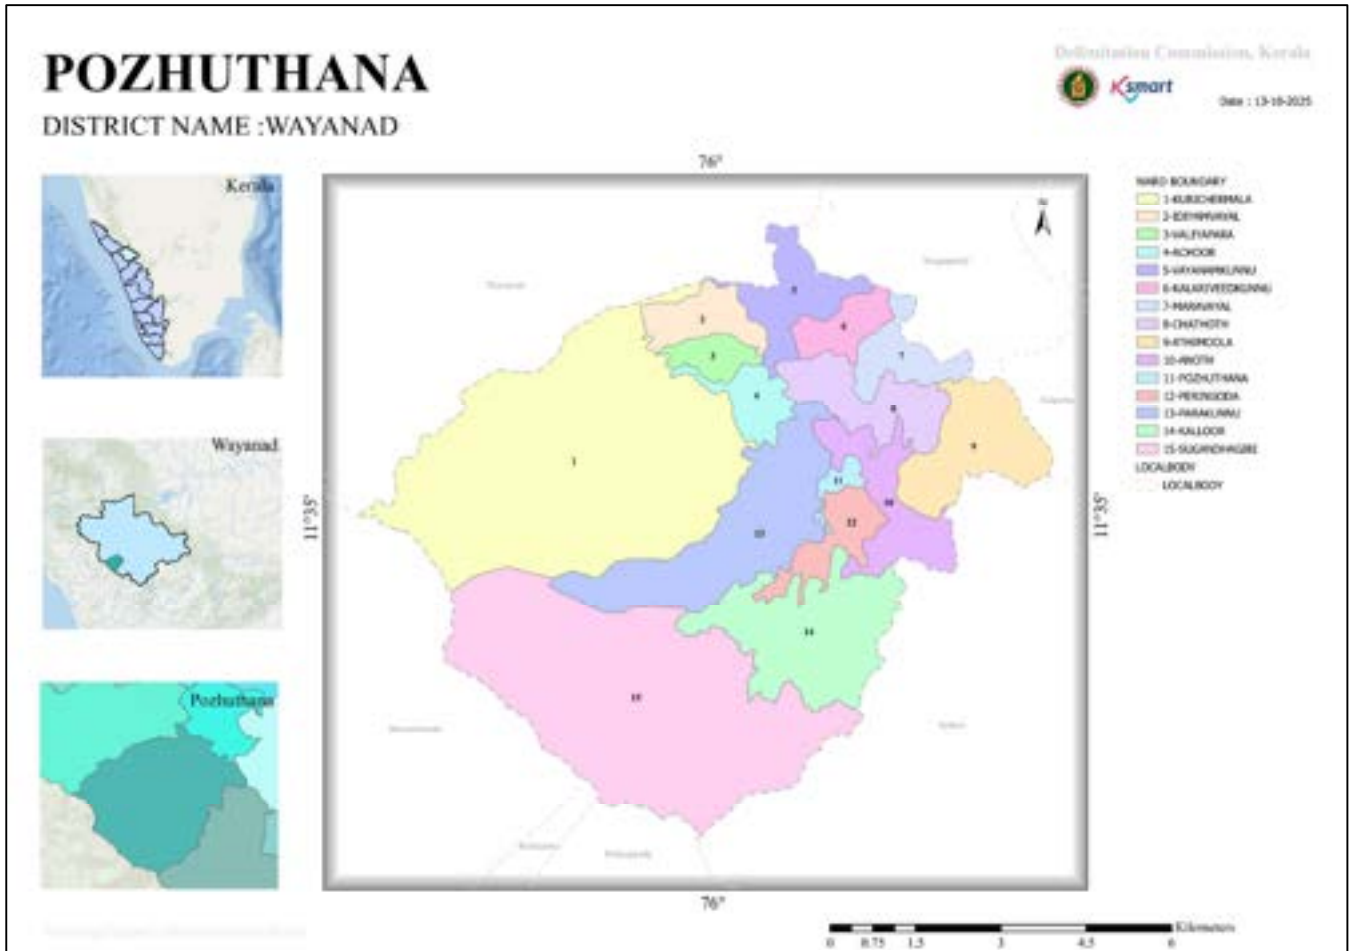 POZHUTHANA
DISTRICT NAME :WAYANAD
Delimitation Commission, Kerala
Ksmart
Date : 13-10-2025
Kerala
Wayanad
Pozhuthana
76°
11°35'
11°35'
76°
N
1
2
3
4
5
6
7
8
9
10
11
12
13
14
15
WARD BOUNDARY
1-KURICHERMALA
2-IDIYAMVAYAL
3-VALIYAPARA
4-ACHOOR
5-VAYANAMKUNNU
6-KALARIVEEDKUNNU
7-MARAVAYAL
8-CHATHOTH
9-ATHIMOOLA
10-ANOTH
11-POZHUTHANA
12-PERINGODA
13-PARAKUNNU
14-KALLOOR
15-SUGANDHAGIRI
LOCALBODY
LOCALBODY
Kilometers
0 0.75 1.5 3 4.5 6